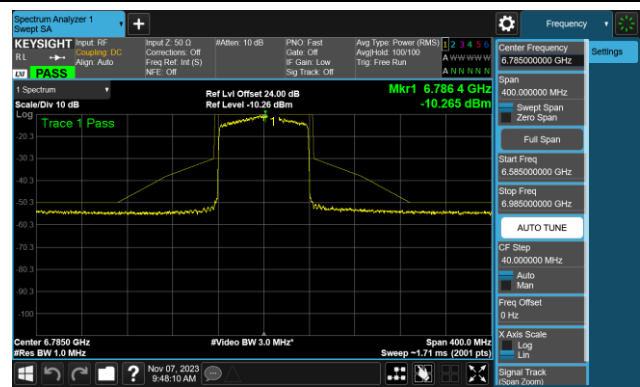 Spectrum Analyzer 1
Swept SA
Frequency
KEYSIGHT
Input: RF
Input Z: 50 Ω
#Atten: 10 dB
PNO: Fast
Avg Type: Power (RMS)
1 2 3 4 5 6
RL
Coupling: DC
Corrections: Off
Gate: Off
Avg|Hold: 100/100
A W W W W W
Align: Auto
Freq Ref: Int (S)
IF Gain: Low
Trig: Free Run
LXI
PASS
NFE: Off
Sig Track: Off
A N N N N N
1 Spectrum
Scale/Div 10 dB
Ref Lvl Offset 24.00 dB
Ref Level -10.26 dBm
Mkr1 6.786 4 GHz
-10.265 dBm
Log
Trace 1 Pass
1
-20.3
-30.3
-40.3
-50.3
-60.3
-70.3
-80.3
-90.3
-100
Center 6.7850 GHz
#Video BW 3.0 MHz*
Span 400.0 MHz
#Res BW 1.0 MHz
Sweep ~1.71 ms (2001 pts)
Nov 07, 2023
9:48:10 AM
Center Frequency
6.785000000 GHz
Settings
Span
400.000000 MHz
Swept Span
Zero Span
Full Span
Start Freq
6.585000000 GHz
Stop Freq
6.985000000 GHz
AUTO TUNE
CF Step
40.000000 MHz
Auto
Man
Freq Offset
0 Hz
X Axis Scale
Log
Lin
Signal Track
(Span Zoom)